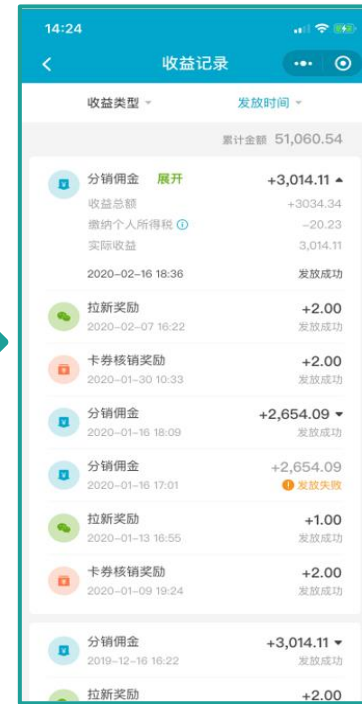 14:24
收益记录
收益类型
发放时间
累计金额 51,060.54
分销佣金 展开 +3,014.11
收益总额 +3034.34
缴纳个人所得税 -20.23
实际收益 3,014.11
2020-02-16 18:36 发放成功
拉新奖励 +2.00
2020-02-07 16:22 发放成功
卡券核销奖励 +2.00
2020-01-30 10:33 发放成功
分销佣金 +2,654.09
2020-01-16 18:09 发放成功
分销佣金 +2,654.09
2020-01-16 17:01 发放失败
拉新奖励 +1.00
2020-01-13 16:55 发放成功
卡券核销奖励 +2.00
2020-01-09 19:24 发放成功
分销佣金 +3,014.11
2019-12-16 16:22 发放成功
拉新奖励 +2.00